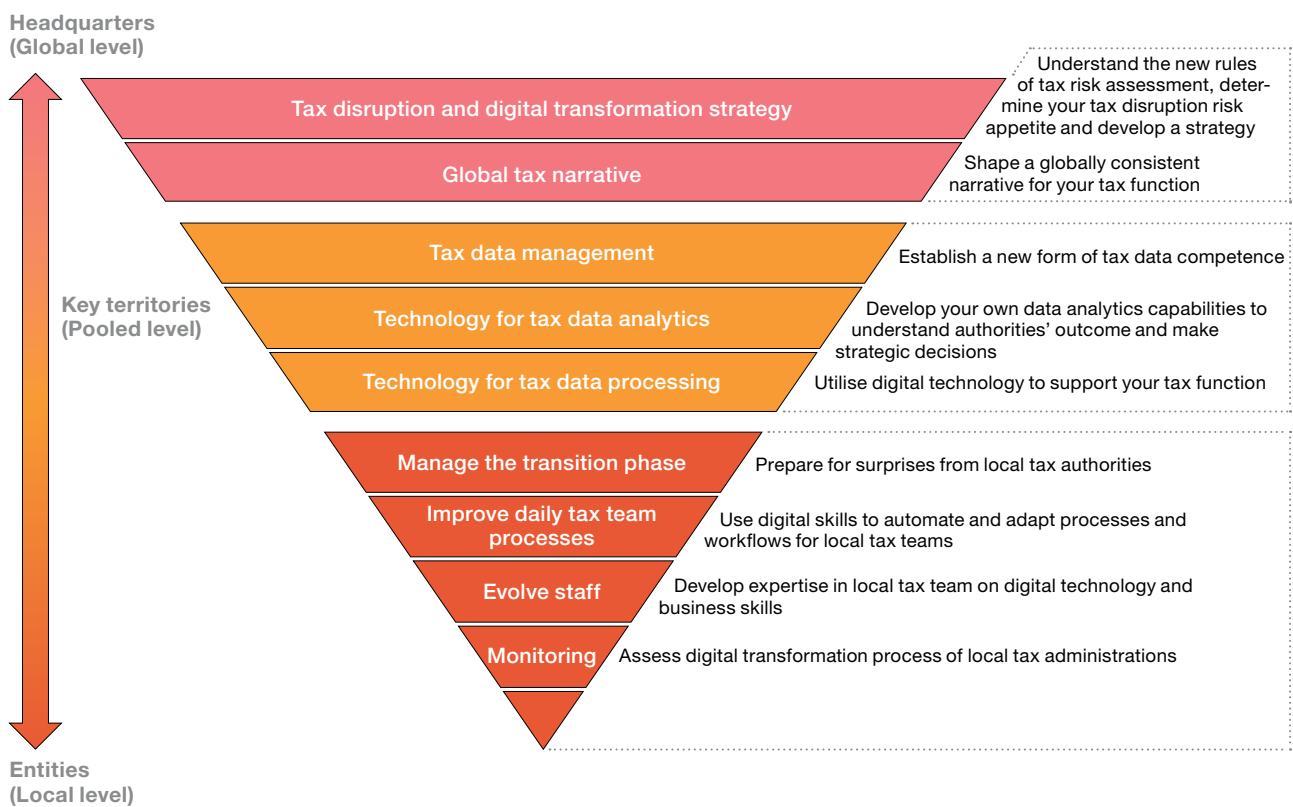 Headquarters
(Global level)
Tax disruption and digital transformation strategy
Understand the new rules
of tax risk assessment, deter-
mine your tax disruption risk
appetite and develop a strategy
Global tax narrative
Shape a globally consistent
narrative for your tax function
Key territories
(Pooled level)
Tax data management
Establish a new form of tax data competence
Technology for tax data analytics
Develop your own data analytics capabilities to
understand authorities’ outcome and make
strategic decisions
Technology for tax data processing
Utilise digital technology to support your tax function
Manage the transition phase
Prepare for surprises from local tax authorities
Improve daily tax team
processes
Use digital skills to automate and adapt processes and
workflows for local tax teams
Evolve staff
Develop expertise in local tax team on digital technology and
business skills
Monitoring
Assess digital transformation process of local tax administrations
Entities
(Local level)